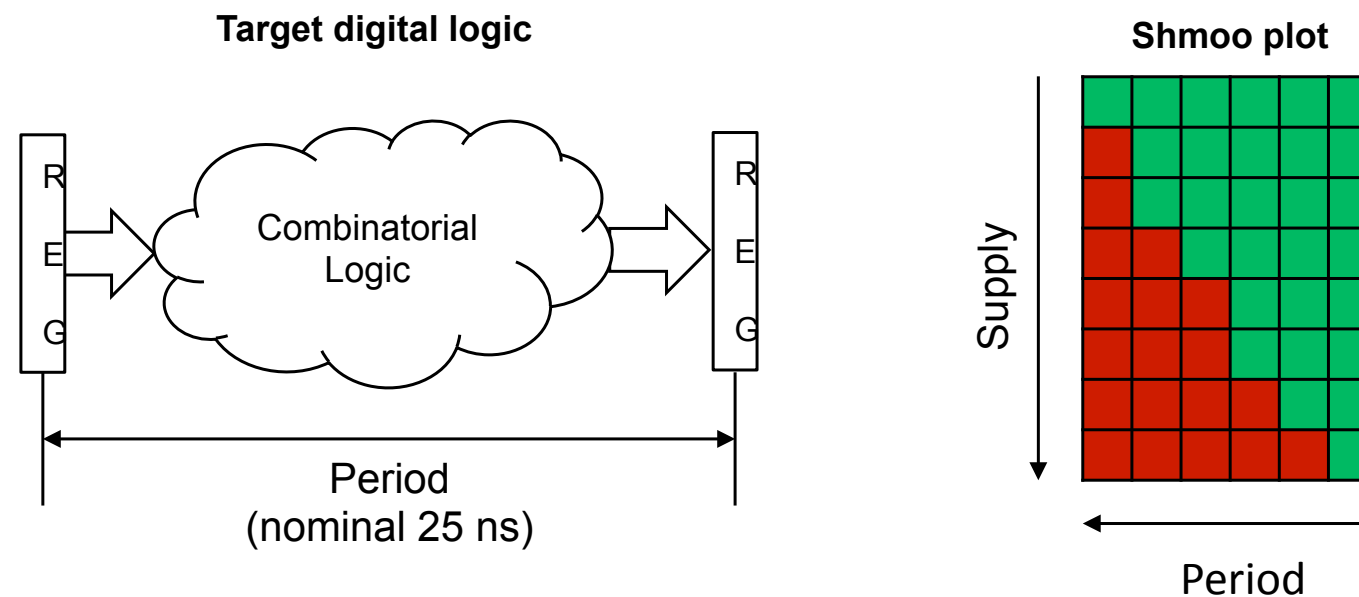 Target digital logic
R
E
G
Combinatorial
Logic
R
E
G
Period
(nominal 25 ns)
Shmoo plot
Supply
Period